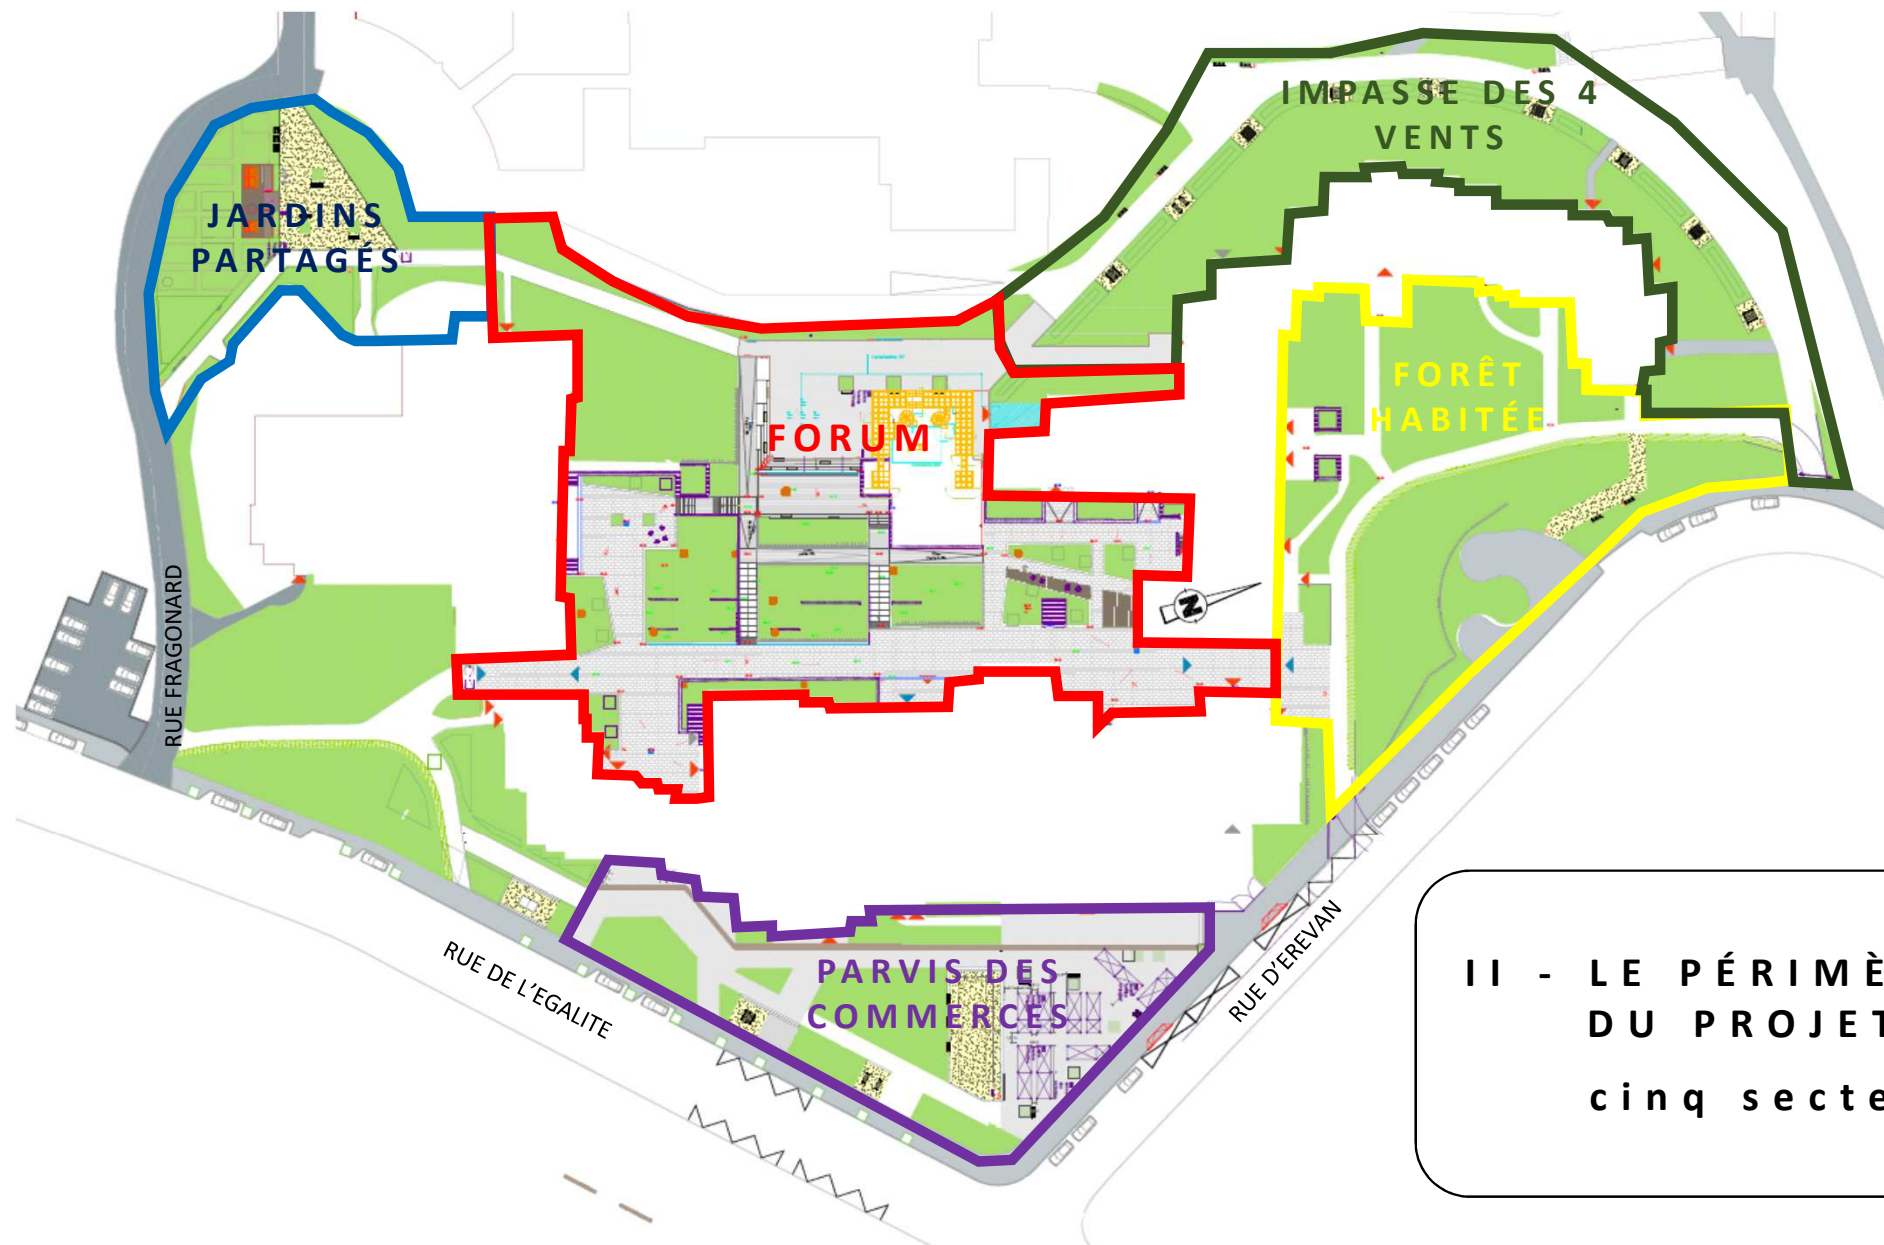 IMPASSE DES 4
VENTS
JARDINS
PARTAGÉS
FORÊT
HABITÉE
FORUM
N
RUE FRAGONARD
PARVIS DES
COMMERCES
RUE DE L'EGALITE
RUE D'EREVAN
II - LE PÉRIMÈ
DU PROJET
cinq secte